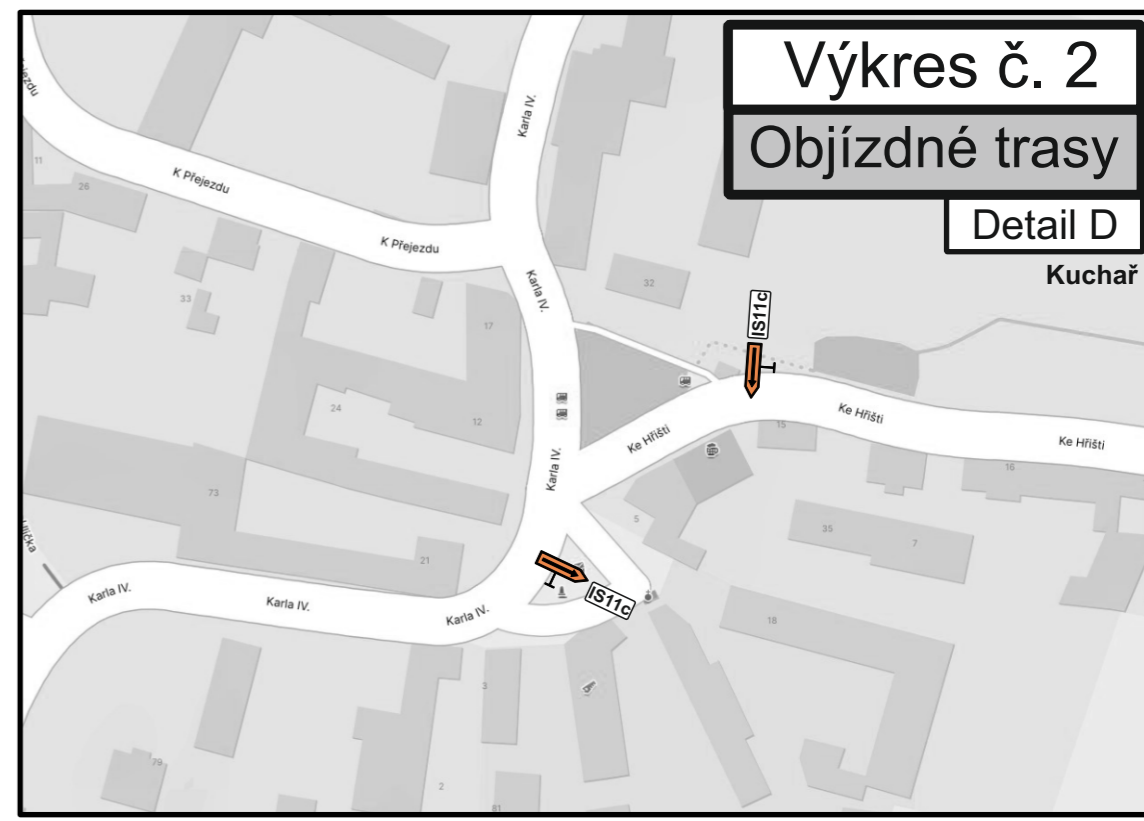 Výkres č. 2
Objízdné trasy
Detail D
Kuchař
Karla IV.
11
26
K Přejezdu
K Přejezdu
Karla IV.
32
33
17
IS11c
24
12
Ke Hřišti
15
Ke Hřišti
Ke Hřišti
Karla IV.
16
73
5
35
7
21
IS11c
Karla IV.
Karla IV.
Karla IV.
18
3
79
2